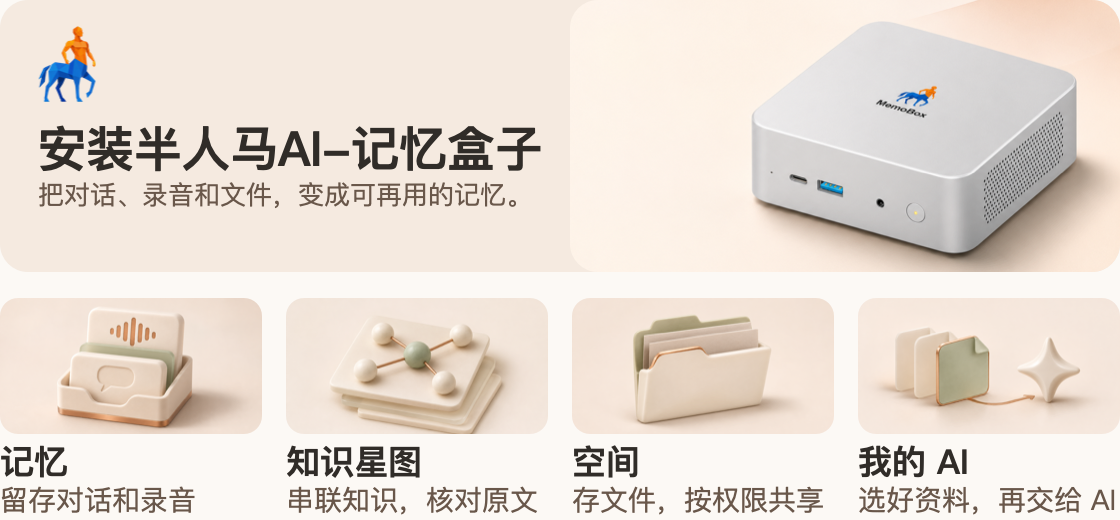 安装半人马AI–记忆盒子
把对话、录音和文件，变成可再用的记忆。
MemoBox
记忆
留存对话和录音
知识星图
串联知识，核对原文
空间
存文件，按权限共享
我的 AI
选好资料，再交给 AI